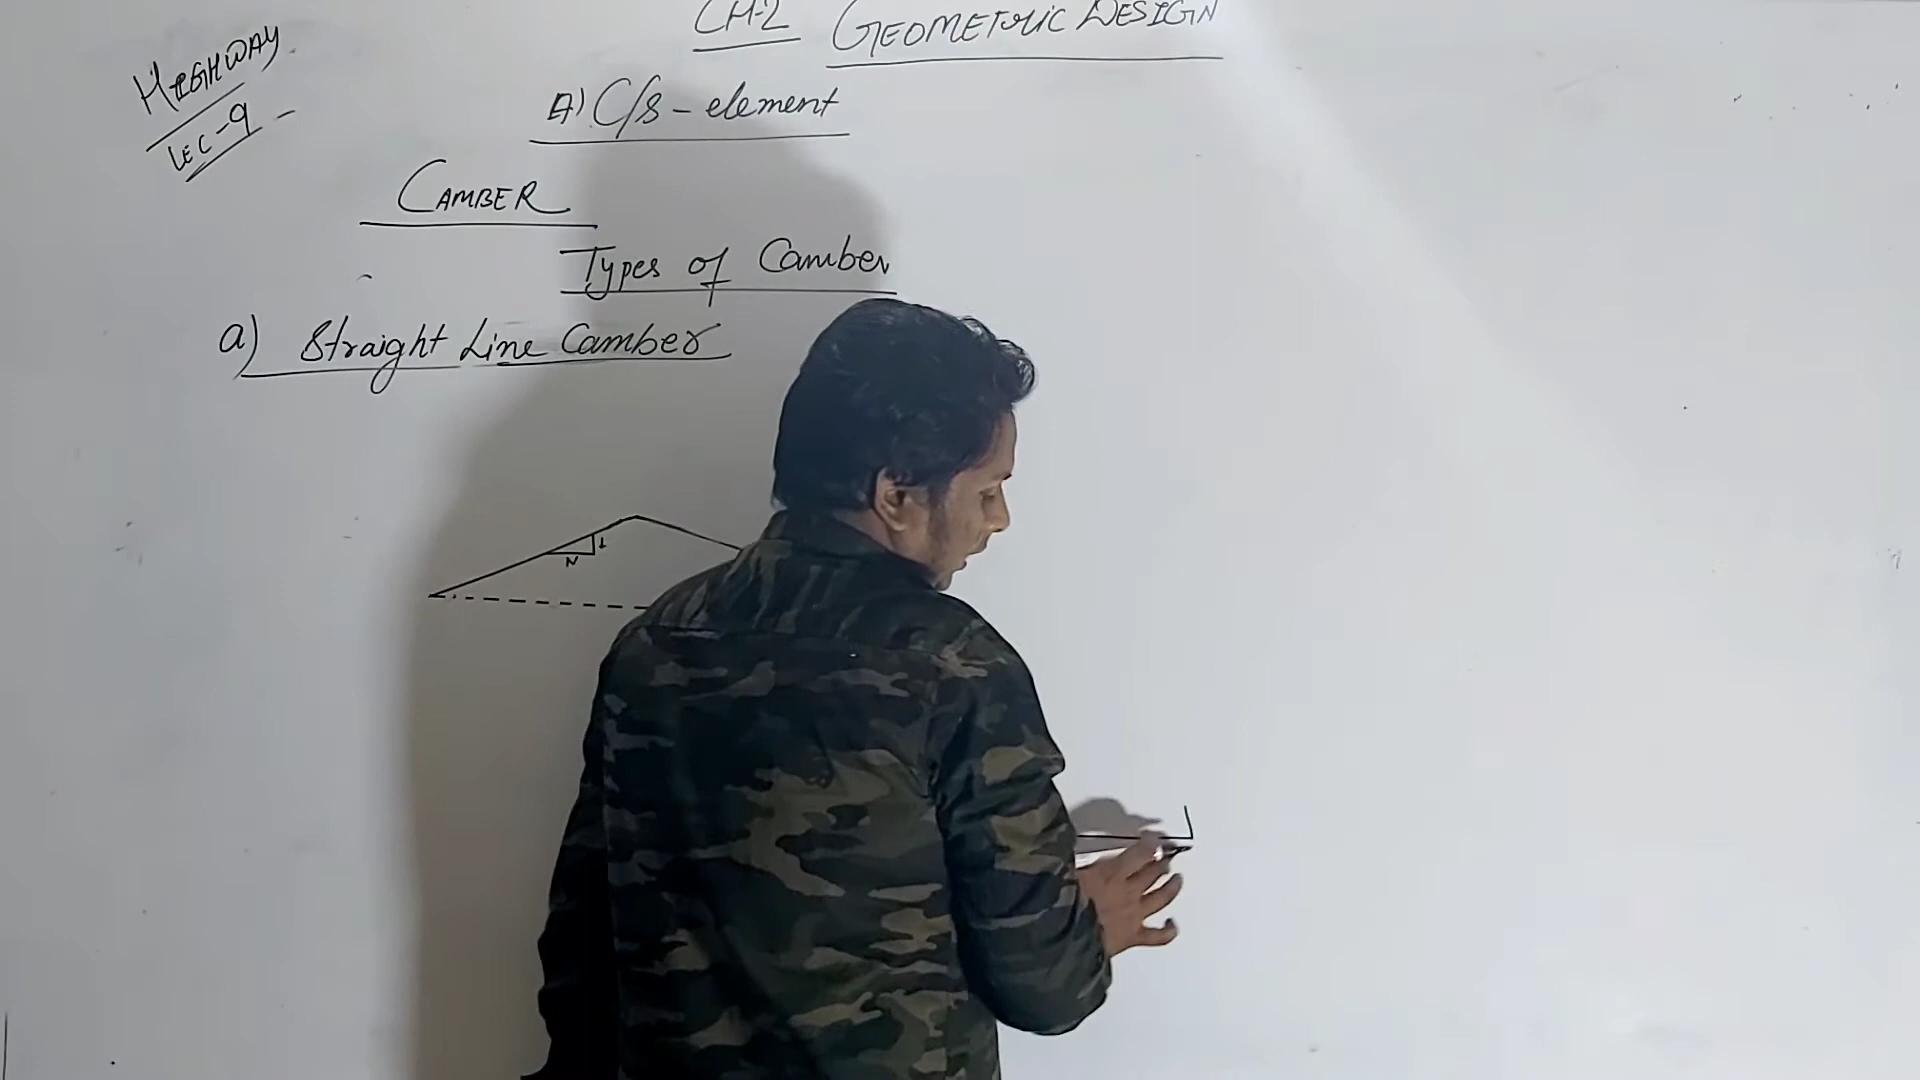 CH-2 GEOMETRIC DESIGN
HIGHWAY
LEC-9
A) C/S - element
CAMBER
Types of Camber
a) Straight Line Camber
1
N